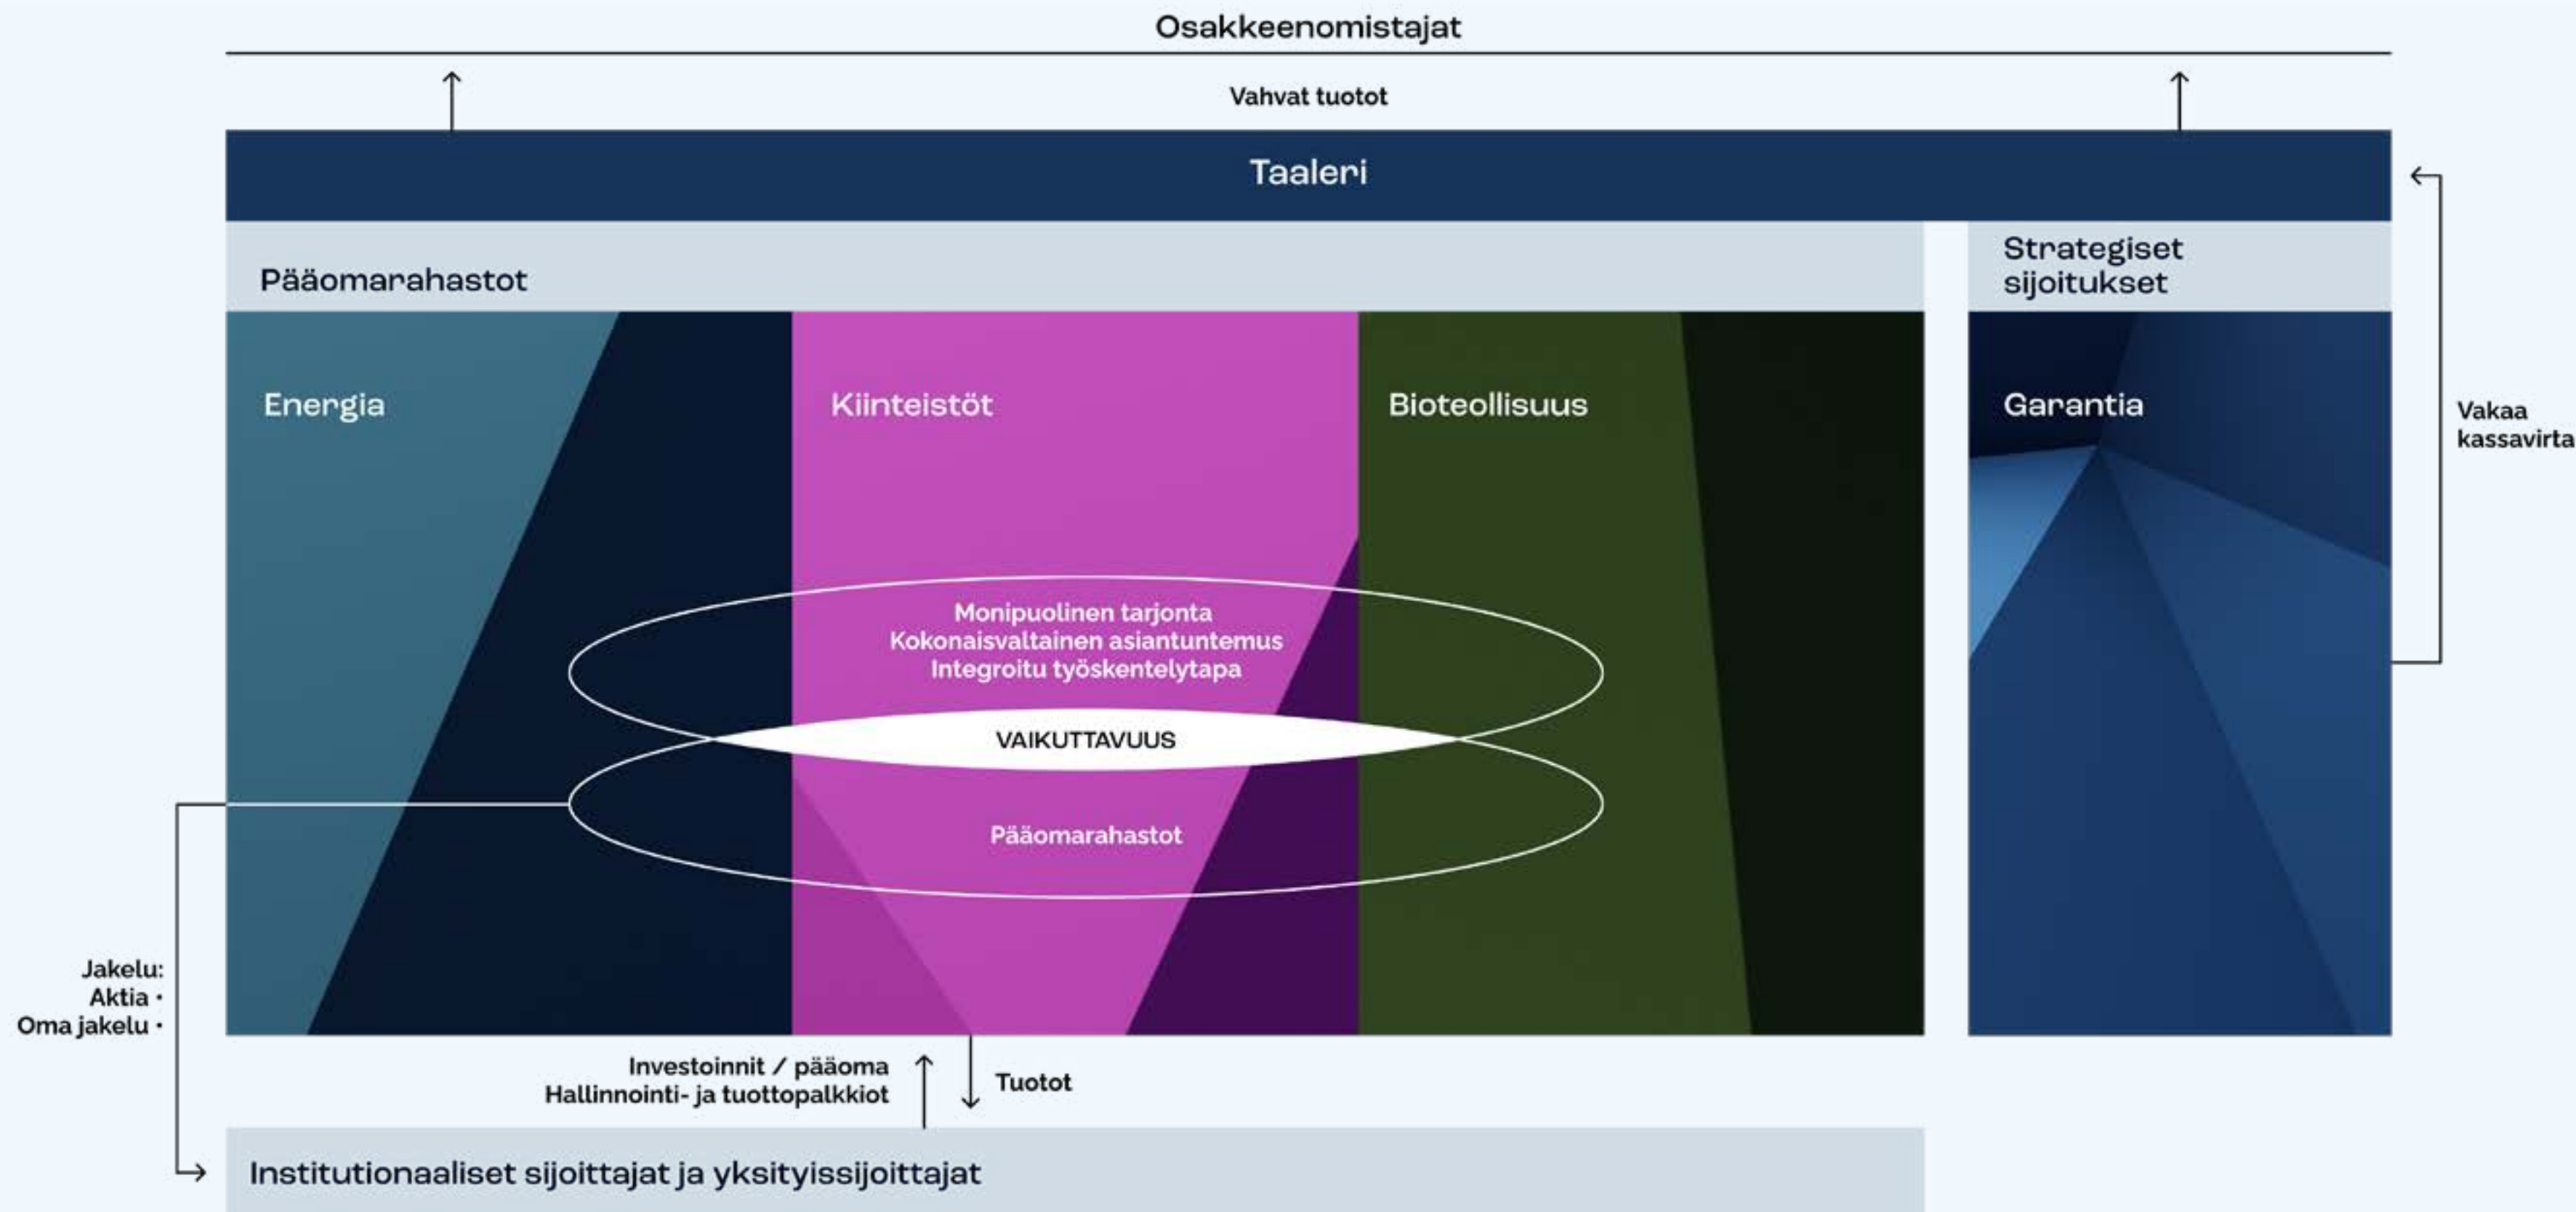 Osakkeenomistajat
Vahvat tuotot
Taaleri
Pääomarahastot
Strategiset
sijoitukset
Energia
Kiinteistöt
Bioteollisuus
Garantia
Vakaa
kassavirta
Monipuolinen tarjonta
Kokonaisvaltainen asiantuntemus
Integroitu työskentelytapa
VAIKUTTAVUUS
Pääomarahastot
Jakelu:
Aktia •
Oma jakelu •
Investoinnit / pääoma
Hallinnointi- ja tuottopalkkiot
Tuotot
Institutionaaliset sijoittajat ja yksityissijoittajat